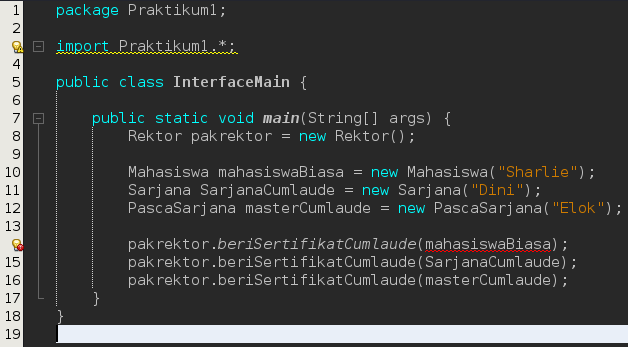 1 package Praktikum1;
2
import Praktikum1.*;
4
5 public class InterfaceMain {
6
7 public static void main(String[] args) {
8 Rektor pakrektor = new Rektor();
9
10 Mahasiswa mahasiswaBiasa = new Mahasiswa("Sharlie");
11 Sarjana SarjanaCumlaude = new Sarjana("Dini");
12 PascaSarjana masterCumlaude = new PascaSarjana("Elok");
13
pakrektor.beriSertifikatCumlaude(mahasiswaBiasa);
15 pakrektor.beriSertifikatCumlaude(SarjanaCumlaude);
16 pakrektor.beriSertifikatCumlaude(masterCumlaude);
17 }
18 }
19